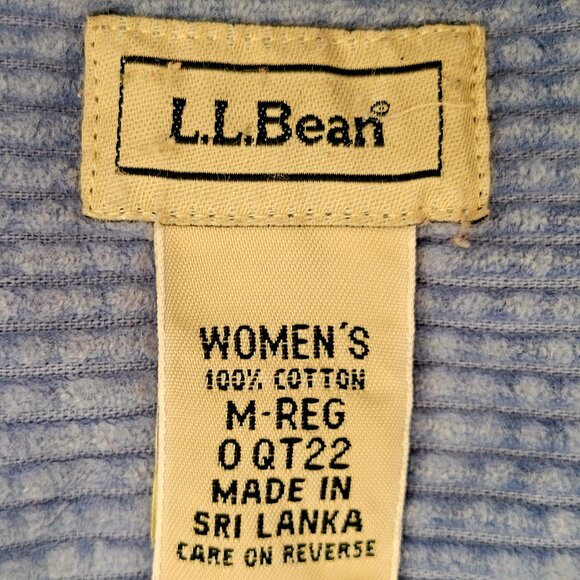 L.L.Bean®
WOMEN'S
100% COTTON
M-REG
0 QT22
MADE IN
SRI LANKA
CARE ON REVERSE